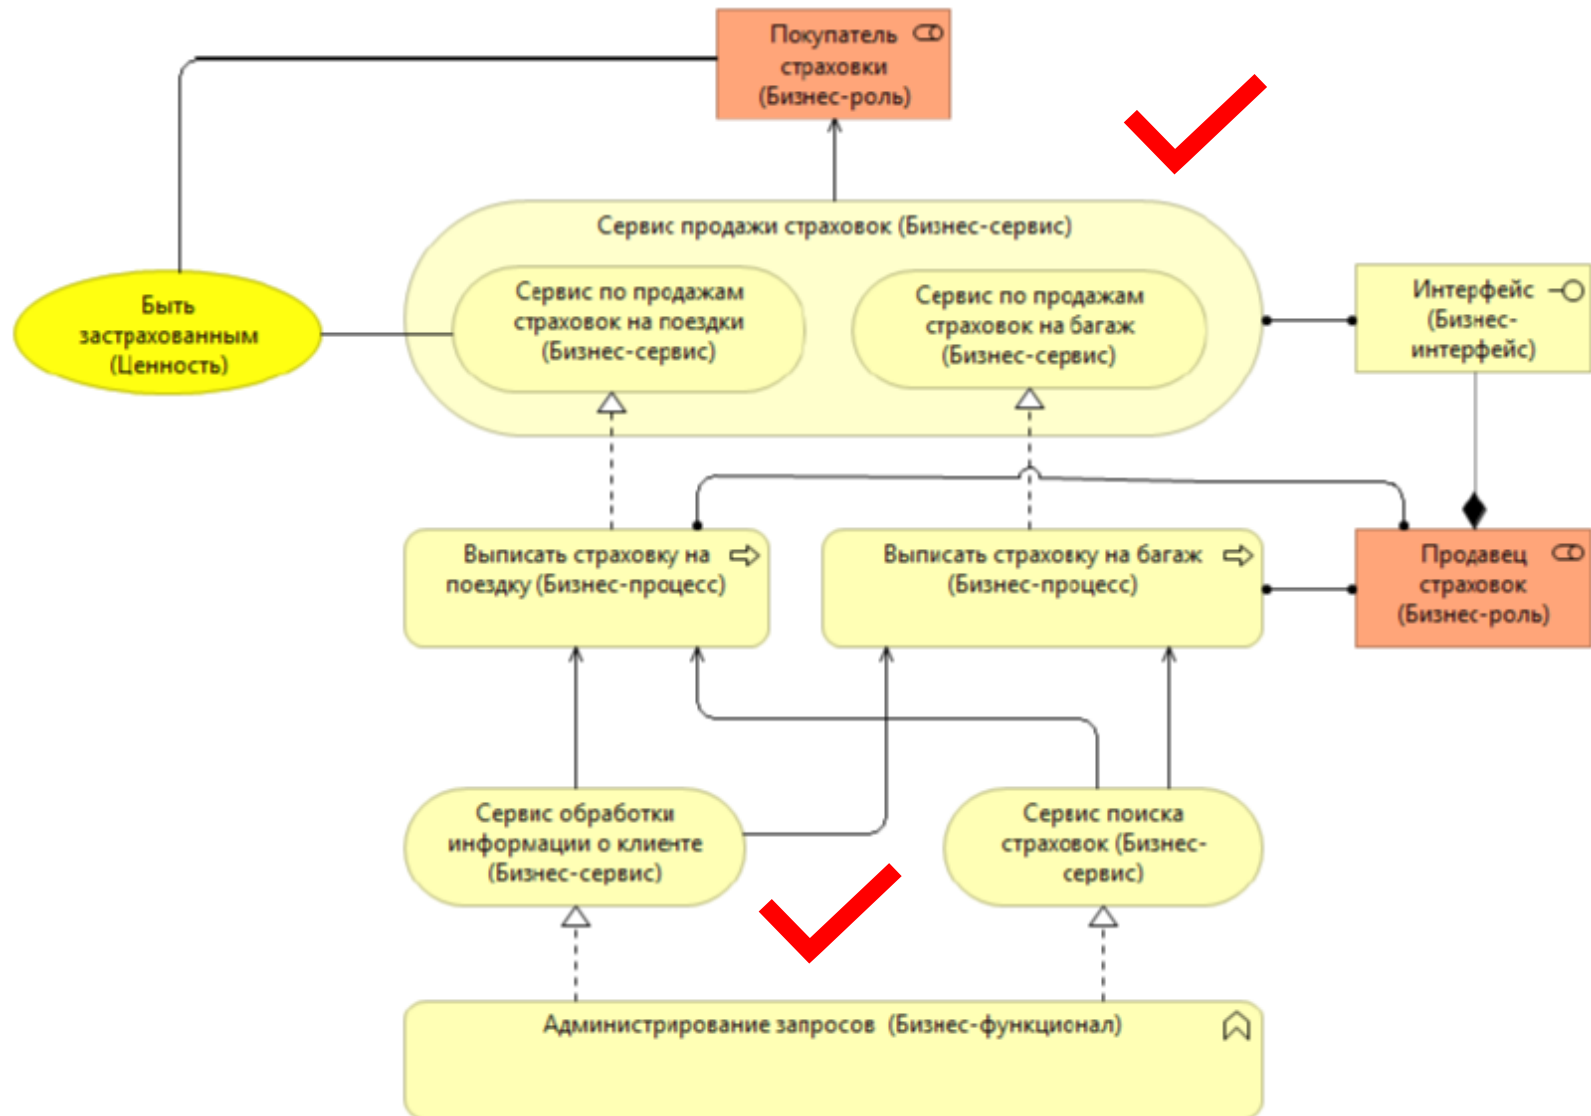 Покупатель
страховки
(Бизнес-роль)
Сервис продажи страховок (Бизнес-сервис)
Быть
застрахованным
(Ценность)
Сервис по продажам
страховок на поездки
(Бизнес-сервис)
Сервис по продажам
страховок на багаж
(Бизнес-сервис)
Интерфейс
(Бизнес-
интерфейс)
Выписать страховку на
поездку (Бизнес-процесс)
Выписать страховку на багаж
(Бизнес-процесс)
Продавец
страховок
(Бизнес-роль)
Сервис обработки
информации о клиенте
(Бизнес-сервис)
Сервис поиска
страховок (Бизнес-
сервис)
Администрирование запросов (Бизнес-функционал)